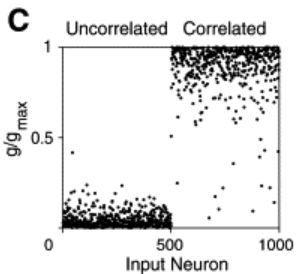 C
Uncorrelated Correlated
1
0.5
0
g/gmax
0 500 1000
Input Neuron